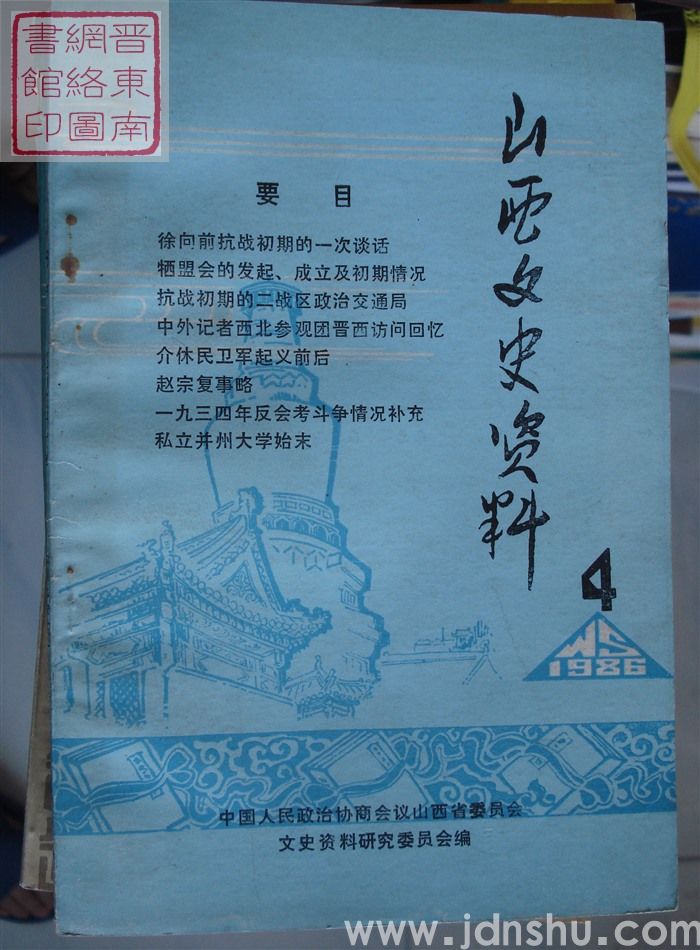 晋東南
網絡圖
書館印
山西文史资料
要目
徐向前抗战初期的一次谈话
牺盟会的发起、成立及初期情况
抗战初期的二战区政治交通局
中外记者西北参观团晋西访问回忆
介休民卫军起义前后
赵宗复事略
一九三四年反会考斗争情况补充
私立并州大学始末
4
WS
1986
中国人民政治协商会议山西省委员会
文史资料研究委员会编
www.jdnshu.com